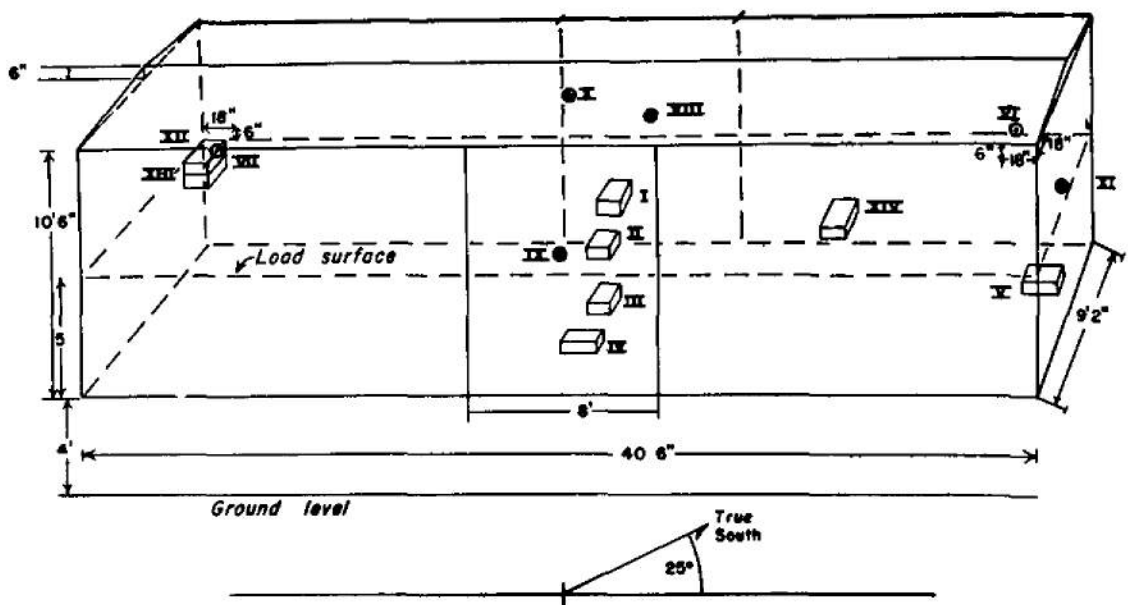 6"
18"
6"
XII
VII
XIII
X
XIII
VI
6"
18"
18"
XI
10'6"
I
II
XIV
IX
Load surface
III
V
5
IV
9'2"
8'
4'
40 6"
Ground level
True
South
25°